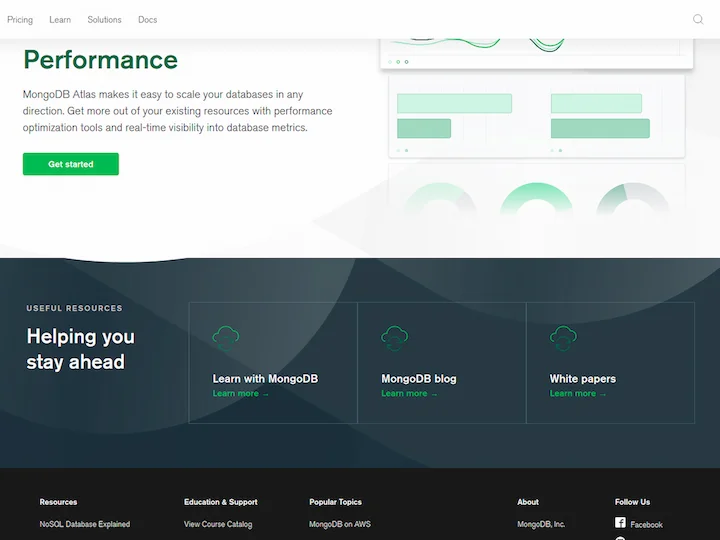 Pricing
Learn
Solutions
Docs
Performance
MongoDB Atlas makes it easy to scale your databases in any
direction. Get more out of your existing resources with performance
optimization tools and real-time visibility into database metrics.
Get started
USEFUL RESOURCES
Helping you
stay ahead
Learn with MongoDB
Learn more →
MongoDB blog
Learn more →
White papers
Learn more →
Resources
NoSQL Database Explained
Education & Support
View Course Catalog
Popular Topics
MongoDB on AWS
About
MongoDB, Inc.
Follow Us
Facebook